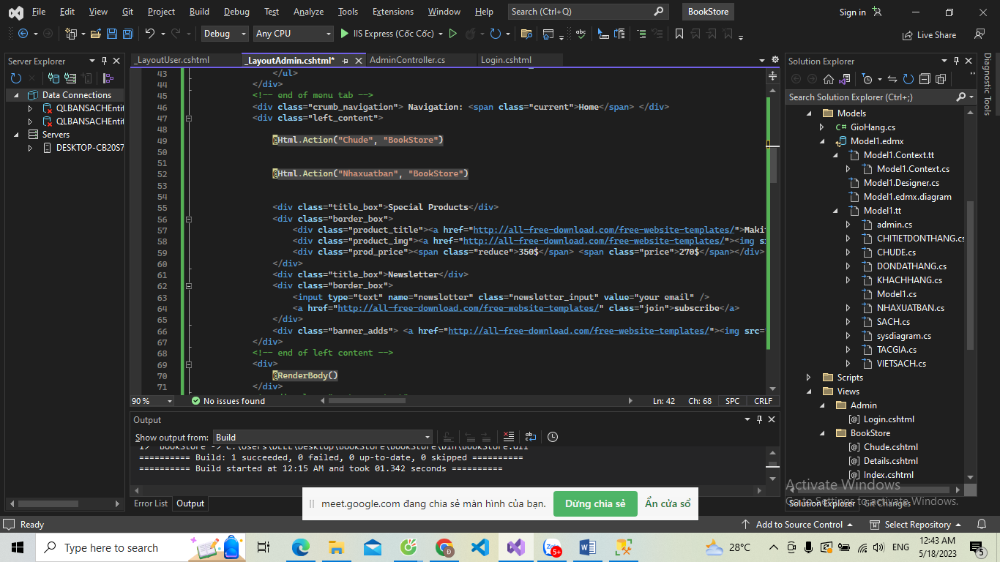 File Edit View Git Project Build Debug Test Analyze Tools Extensions Window Help Search (Ctrl+Q) BookStore Sign in
Debug Any CPU IIS Express (Cốc Cốc) Live Share
Server Explorer
Data Connections
QLBANSACHEntit
QLBANSACHEntit
Servers
DESKTOP-CB20S7
_LayoutUser.cshtml _LayoutAdmin.cshtml* AdminController.cs Login.cshtml
43 </ul>
44 </div>
45 <!-- end of menu tab -->
46 <div class="crumb_navigation"> Navigation: <span class="current">Home</span> </div>
47 <div class="left_content">
48
49 @Html.Action("Chude", "BookStore")
50
51
52 @Html.Action("Nhaxuatban", "BookStore")
53
54
55 <div class="title_box">Special Products</div>
56 <div class="border_box">
57 <div class="product_title"><a href="http://all-free-download.com/free-website-templates/">Maki
58 <div class="product_img"><a href="http://all-free-download.com/free-website-templates/"><img s
59 <div class="prod_price"><span class="reduce">350$</span> <span class="price">270$</span></div>
60 </div>
61 <div class="title_box">Newsletter</div>
62 <div class="border_box">
63 <input type="text" name="newsletter" class="newsletter_input" value="your email" />
64 <a href="http://all-free-download.com/free-website-templates/" class="join">subscribe</a>
65 </div>
66 <div class="banner_adds"> <a href="http://all-free-download.com/free-website-templates/"><img src=
67 </div>
68 <!-- end of left content -->
69 <div>
70 @RenderBody()
71 </div>
90 % No issues found Ln: 42 Ch: 68 SPC CRLF
Output
Show output from: Build
1> BookStore -> C:\Users\DELL\Desktop\BookStore\BookStore\bin\BookStore.dll
========== Build: 1 succeeded, 0 failed, 0 up-to-date, 0 skipped ==========
========== Build started at 12:15 AM and took 01.342 seconds ==========
Error List Output
Solution Explorer
Search Solution Explorer (Ctrl+;)
Models
C# GioHang.cs
Model1.edmx
Model1.Context.tt
Model1.Context.cs
Model1.Designer.cs
Model1.edmx.diagram
Model1.tt
admin.cs
CHITIETDONTHANG.cs
CHUDE.cs
DONDATHANG.cs
KHACHHANG.cs
Model1.cs
NHAXUATBAN.cs
SACH.cs
sysdiagram.cs
TACGIA.cs
VIETSACH.cs
Scripts
Views
Admin
Login.cshtml
BookStore
Chude.cshtml
Details.cshtml
Index.cshtml
Solution Explorer Git Changes
Diagnostic Tools
Activate Windows
Go to Settings to activate Windows.
meet.google.com đang chia sẻ màn hình của bạn. Dừng chia sẻ Ẩn cửa sổ
Ready Add to Source Control Select Repository
Type here to search 5+ 28°C ENG 12:43 AM
5/18/2023 5